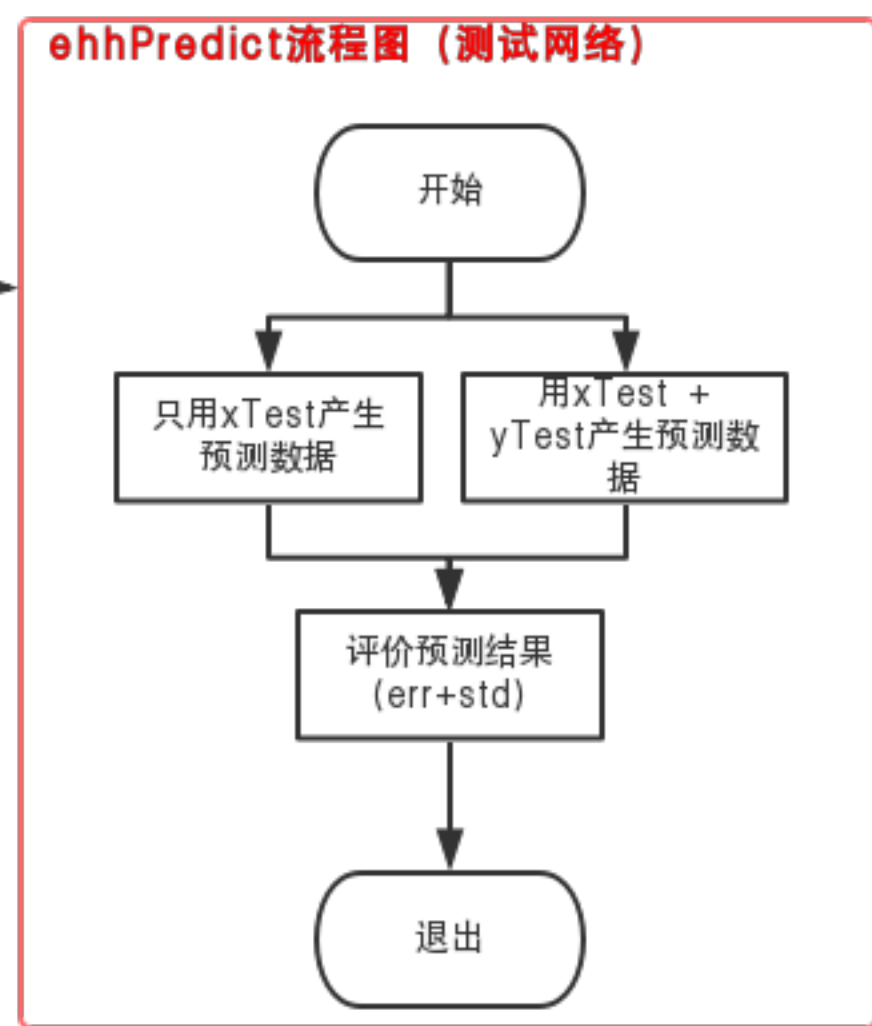 ehhPredict流程图（测试网络）
开始
只用xTest产生
预测数据
用xTest +
yTest产生预测数
据
评价预测结果
(err+std)
退出